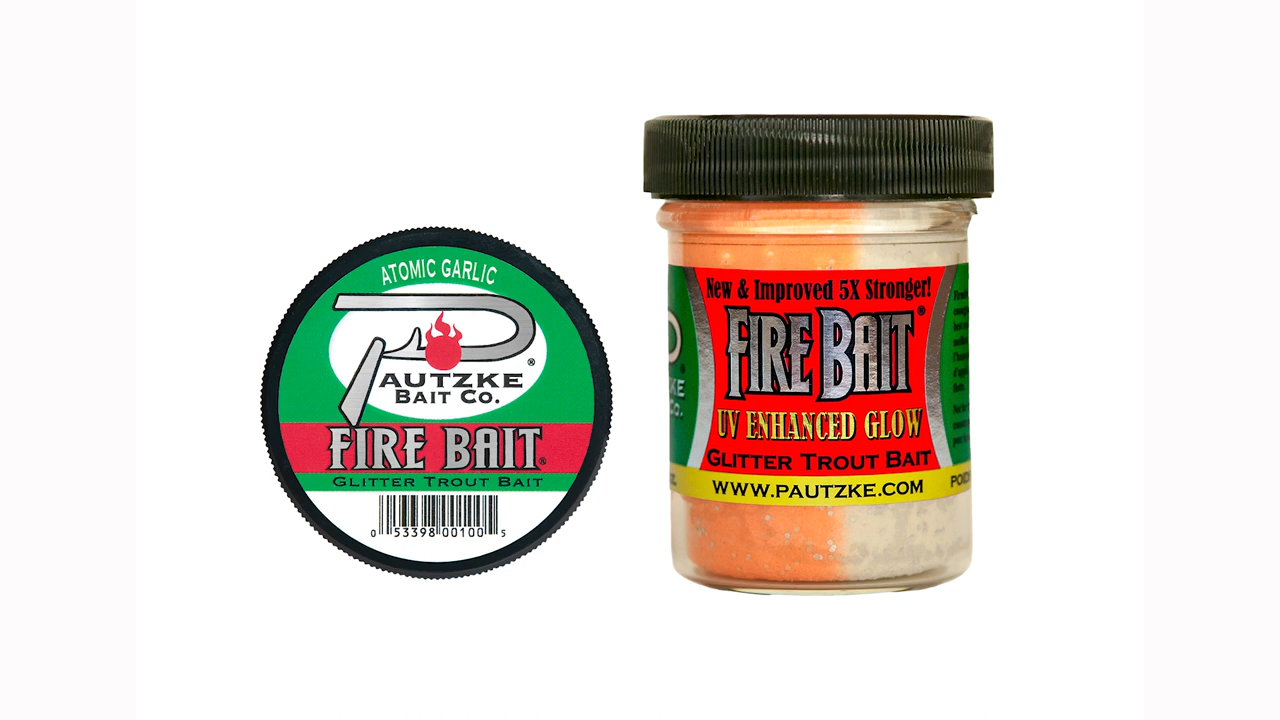 ATOMIC GARLIC
PAUTZKE®
BAIT CO.
FIRE BAIT®
GLITTER TROUT BAIT
0 53398 00100 5
New & Improved 5X Stronger!
FIRE BAIT®
UV ENHANCED GLOW
GLITTER TROUT BAIT
WWW.PAUTZKE.COM